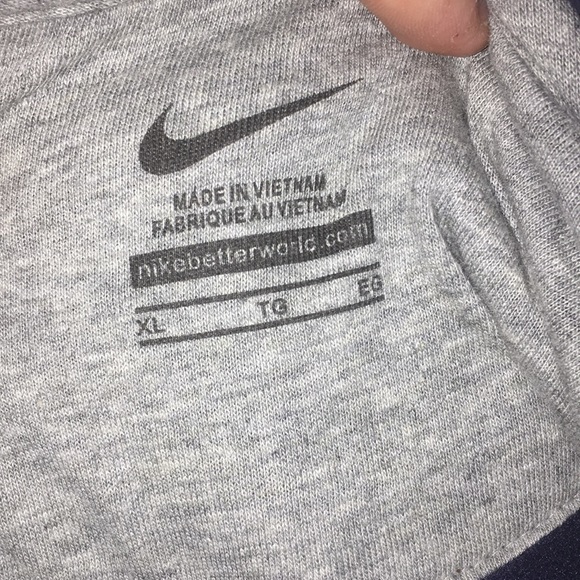 MADE IN VIETNAM
FABRIQUE AU VIETNAM
nikebetterworld.com
XL TG EG